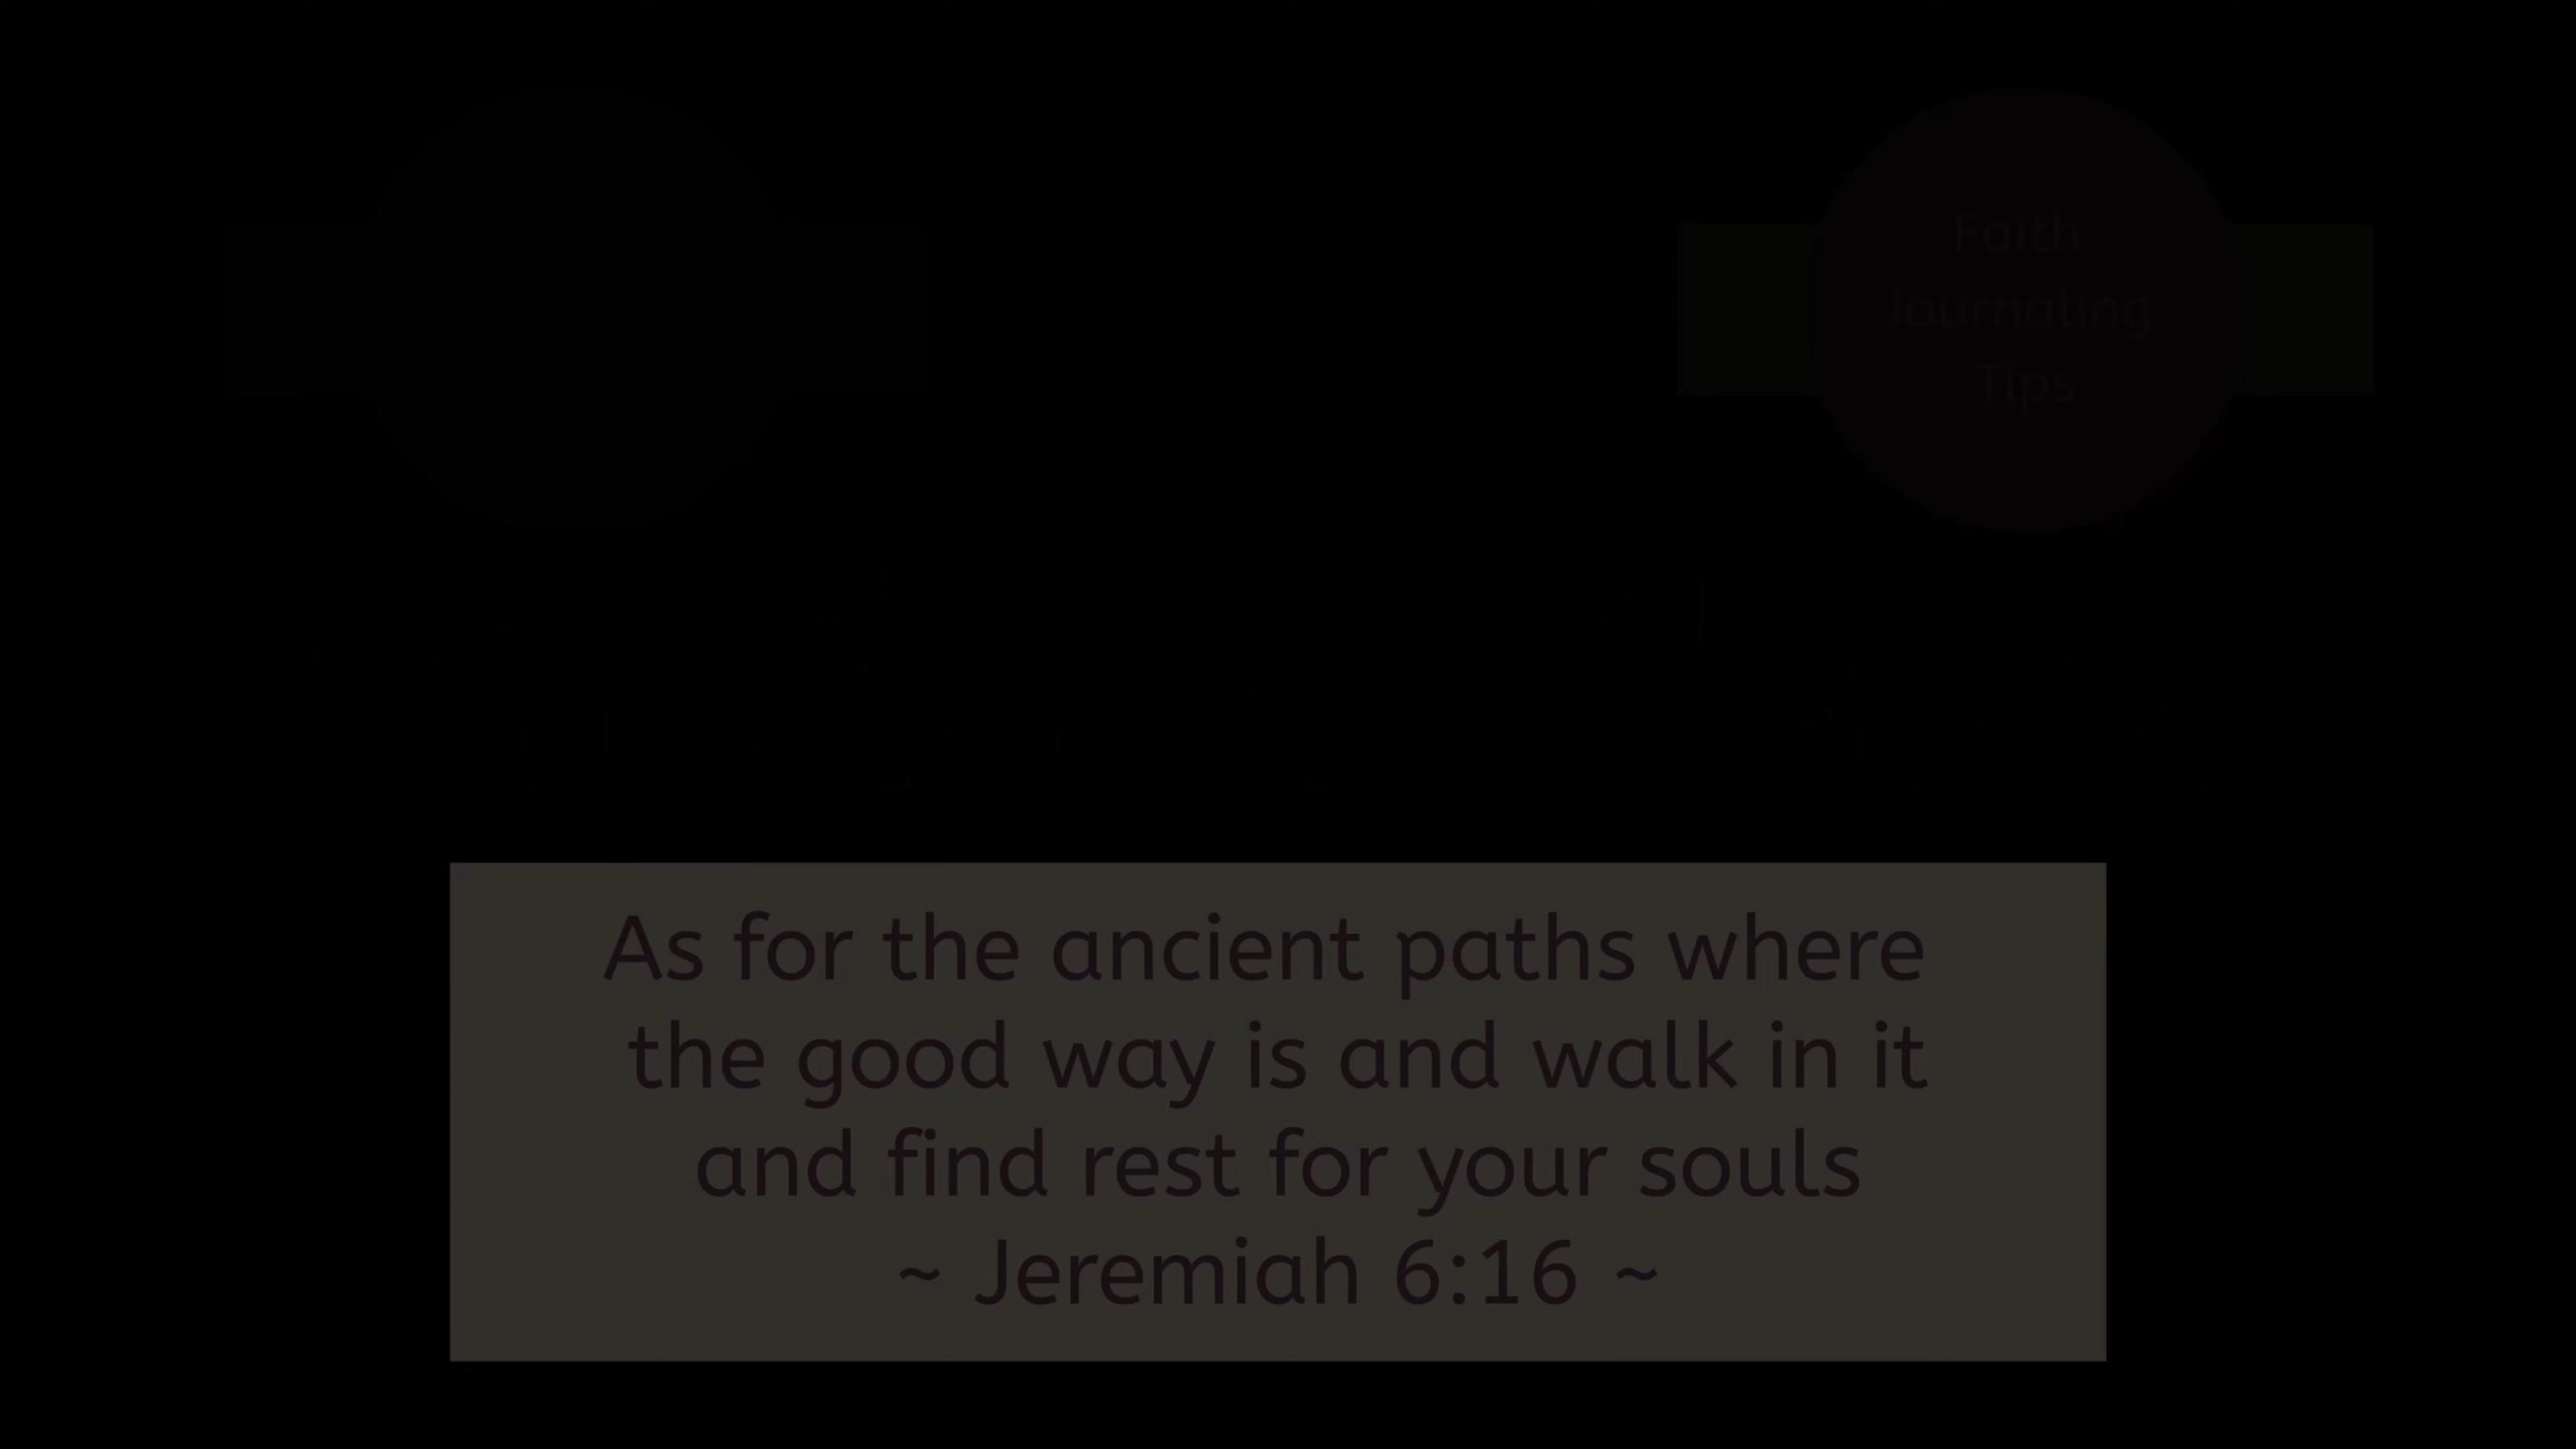 Faith
Journaling
Tips
As for the ancient paths where
the good way is and walk in it
and find rest for your souls
~ Jeremiah 6:16 ~